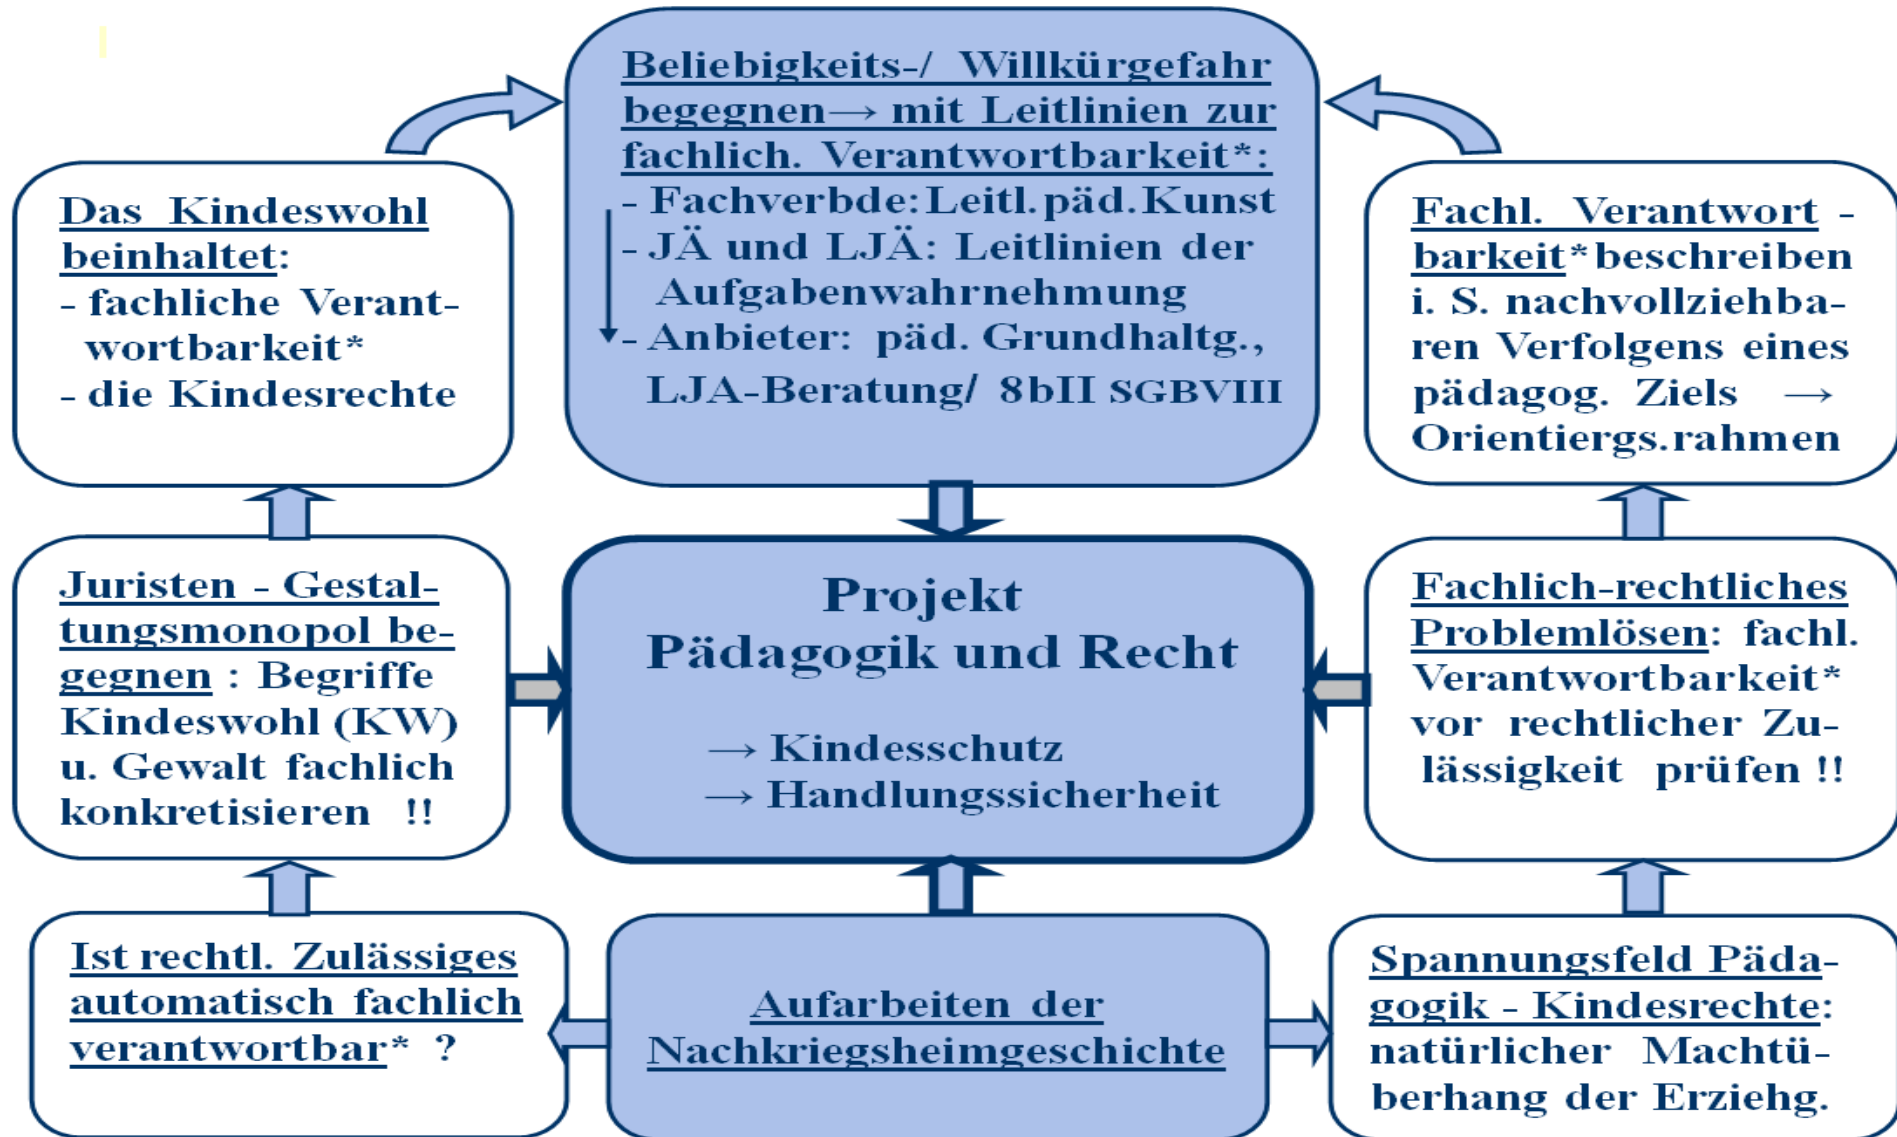 Beliebigkeits-/ Willkürgefahr
begegnen→ mit Leitlinien zur
fachlich. Verantwortbarkeit*:
- Fachverbde: Leitl. päd. Kunst
- JÄ und LJÄ: Leitlinien der
Aufgabenwahrnehmung
- Anbieter: päd. Grundhaltg.,
LJA-Beratung/ 8bII SGBVIII
Das Kindeswohl
beinhaltet:
- fachliche Verant-
wortbarkeit*
- die Kindesrechte
Fachl. Verantwort -
barkeit* beschreiben
i. S. nachvollziehba-
ren Verfolgens eines
pädagog. Ziels →
Orientiergs.rahmen
Juristen - Gestal-
tungsmonopol be-
gegnen : Begriffe
Kindeswohl (KW)
u. Gewalt fachlich
konkretisieren !!
Projekt
Pädagogik und Recht
→ Kindesschutz
→ Handlungssicherheit
Fachlich-rechtliches
Problemlösen: fachl.
Verantwortbarkeit*
vor rechtlicher Zu-
lässigkeit prüfen !!
Ist rechtl. Zulässiges
automatisch fachlich
verantwortbar* ?
Aufarbeiten der
Nachkriegsheimgeschichte
Spannungsfeld Päda-
gogik - Kindesrechte:
natürlicher Machtü-
berhang der Erziehg.